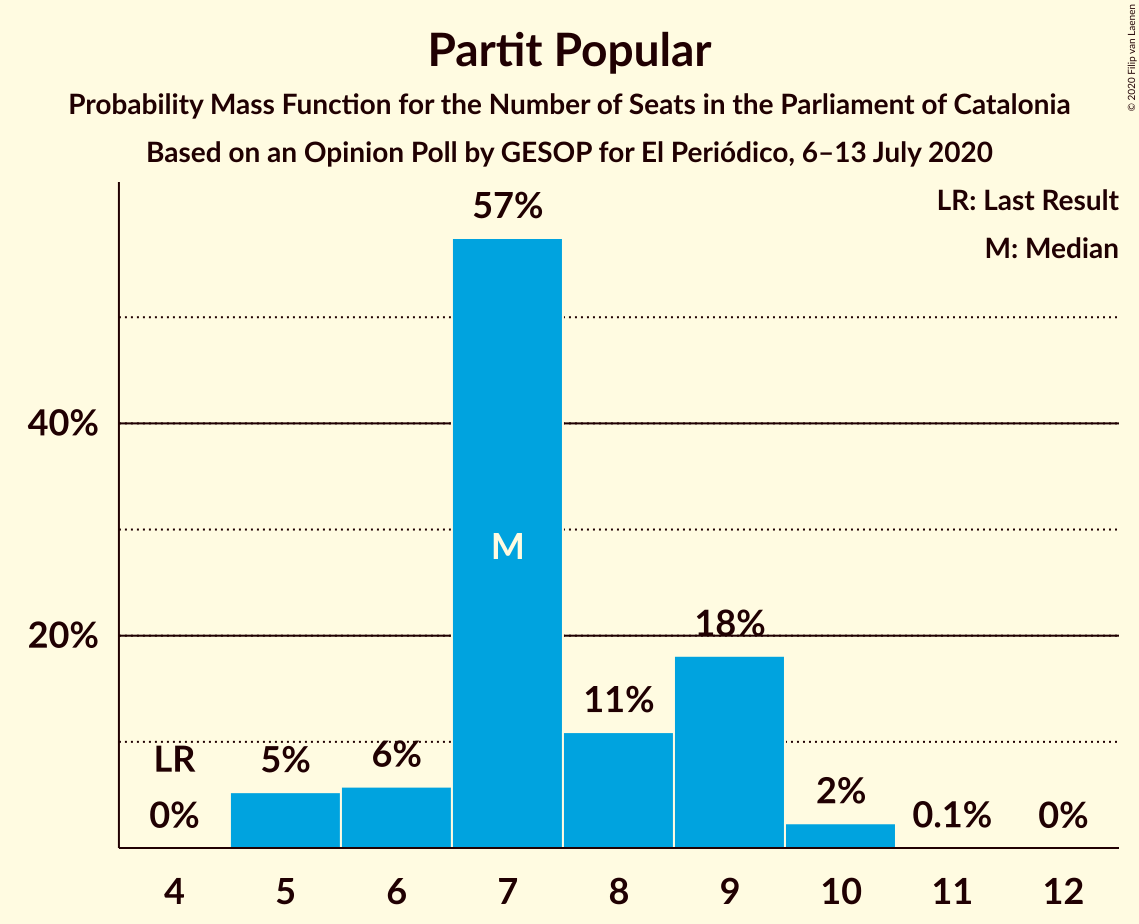 Partit Popular
Probability Mass Function for the Number of Seats in the Parliament of Catalonia
Based on an Opinion Poll by GESOP for El Periódico, 6–13 July 2020
© 2020 Filip van Laenen
LR: Last Result
M: Median
57%
40%
M
20%
18%
11%
LR
5%
6%
0%
2%
0.1%
0%
4 5 6 7 8 9 10 11 12